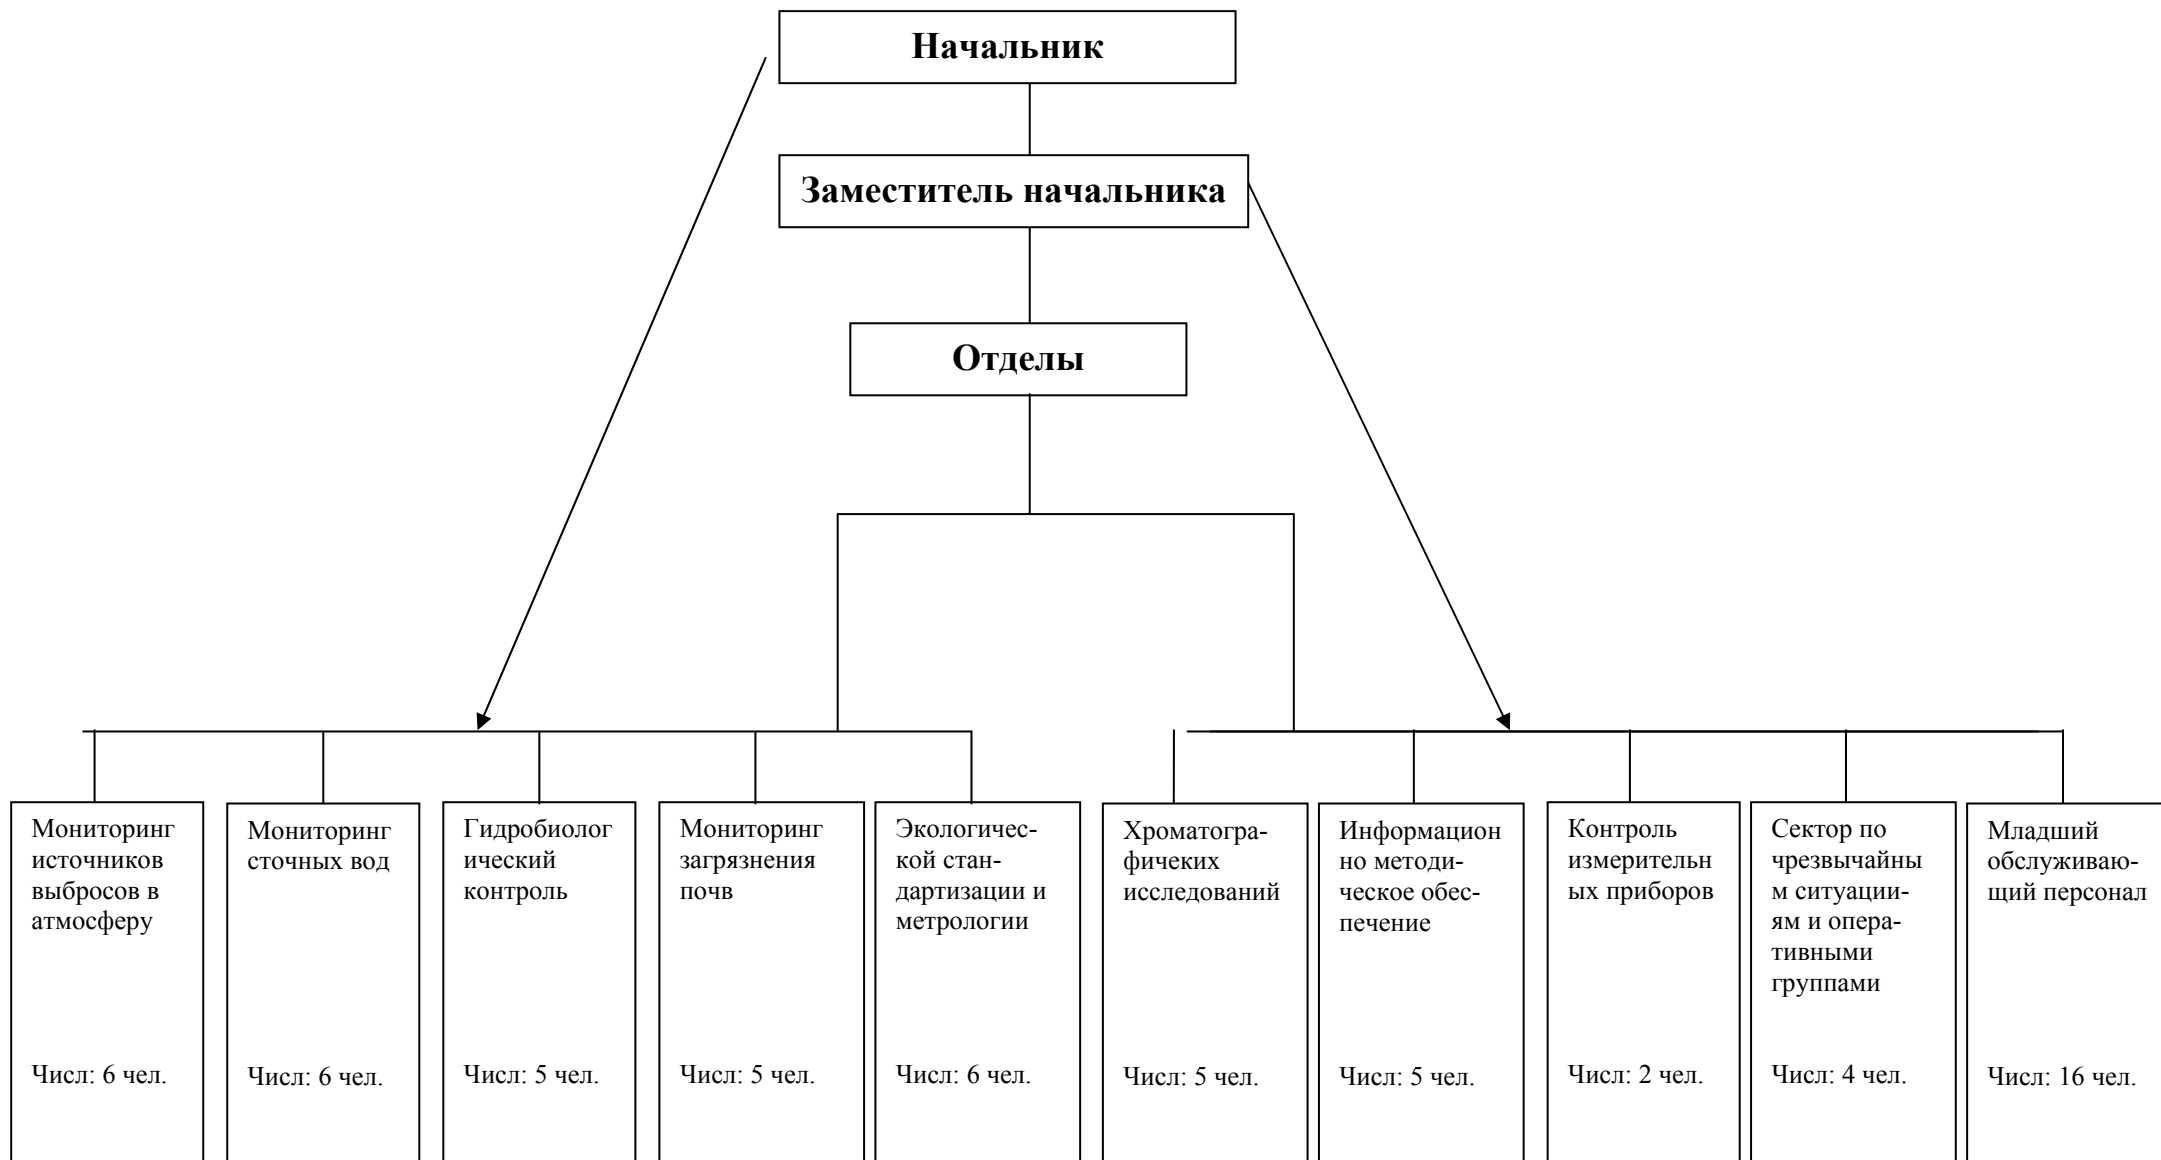 Начальник
Заместитель начальника
Отделы
Мониторинг
источников
выбросов в
атмосферу
Числ: 6 чел.
Мониторинг
сточных вод
Числ: 6 чел.
Гидробиолог
ический
контроль
Числ: 5 чел.
Мониторинг
загрязнения
почв
Числ: 5 чел.
Экологичес-
кой стан-
дартизации и
метрологии
Числ: 6 чел.
Хроматогра-
фичеких
исследований
Числ: 5 чел.
Информацион
но методи-
ческое обес-
печение
Числ: 5 чел.
Контроль
измерительн
ых приборов
Числ: 2 чел.
Сектор по
чрезвычайны
м ситуаци-
ям и опера-
тивными
группами
Числ: 4 чел.
Младший
обслуживаю-
щий персонал
Числ: 16 чел.